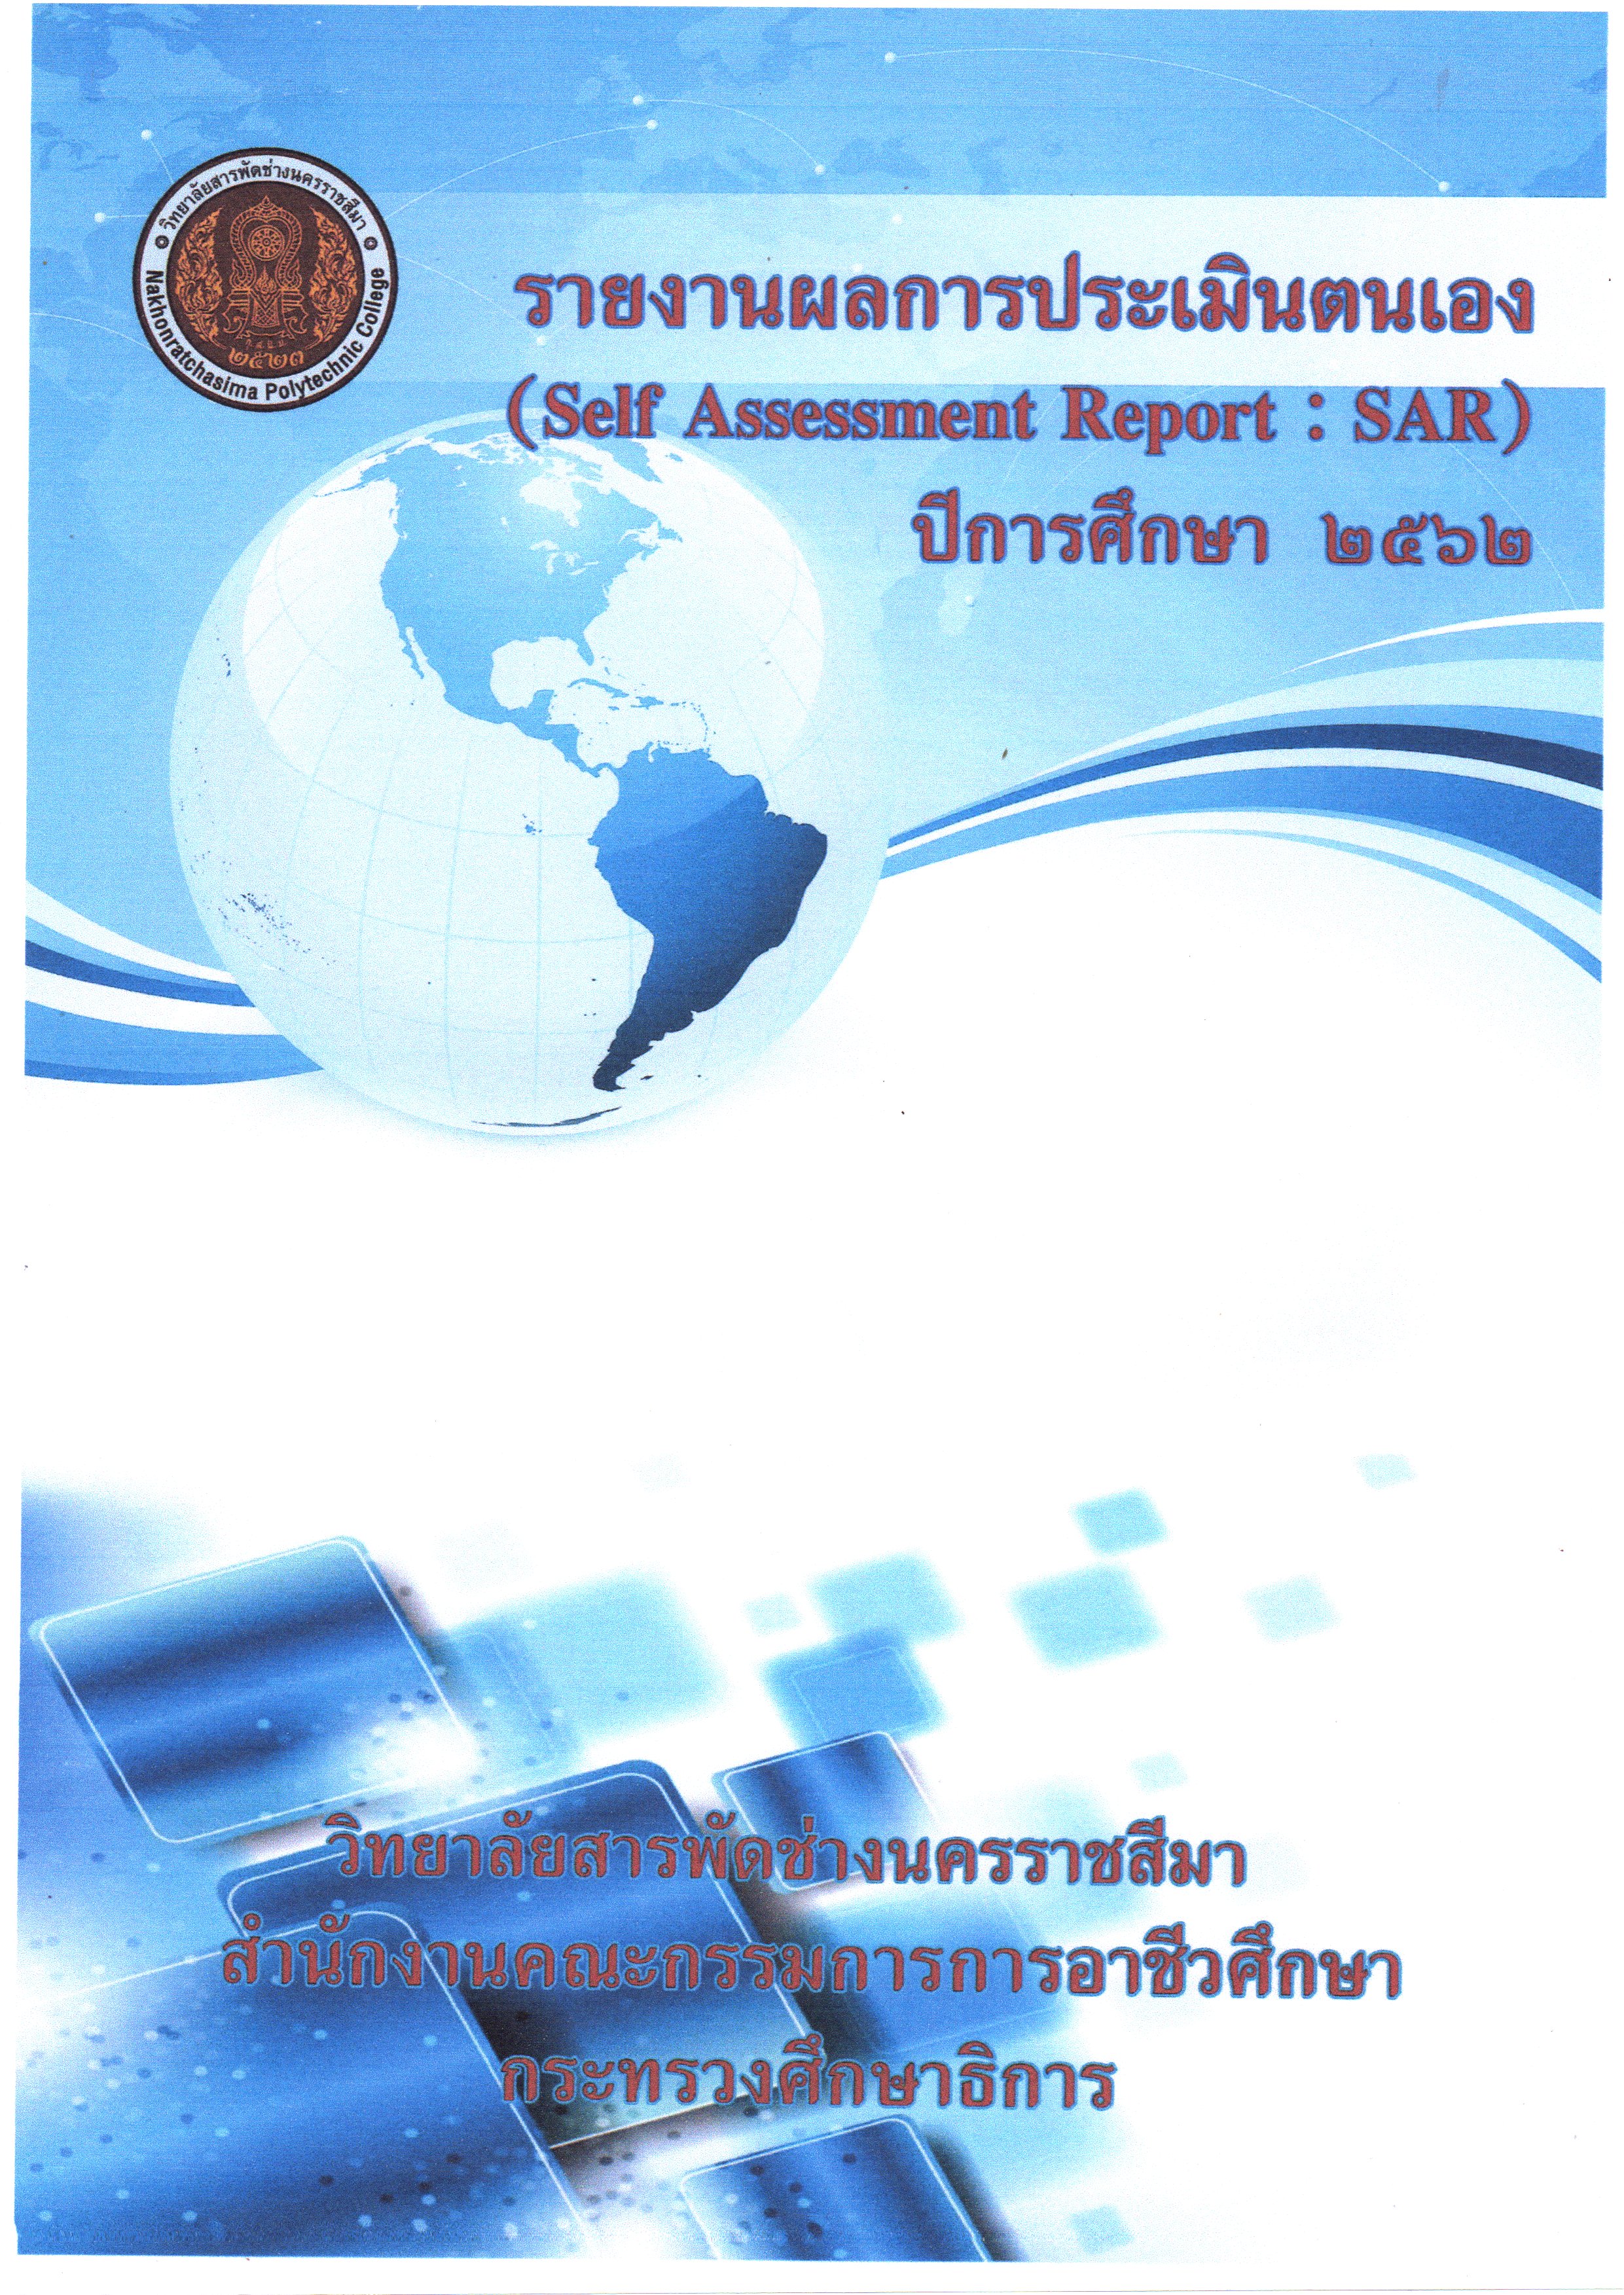 วิทยาลัยสารพัดช่างนครราชสีมา
๒๕๒๓
Nakhonratchasima Polytechnic College
รายงานผลการประเมินตนเอง
(Self Assessment Report : SAR)
ปีการศึกษา ๒๕๖๒
วิทยาลัยสารพัดช่างนครราชสีมา
สำนักงานคณะกรรมการการอาชีวศึกษา
กระทรวงศึกษาธิการ